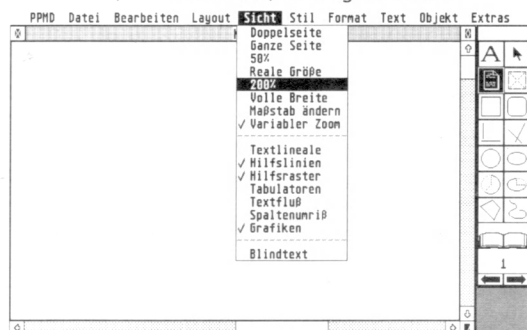 PPMD Datei Bearbeiten Layout Sicht Stil Format Text Objekt Extras
Doppelseite
Ganze Seite
50%
Reale Größe
200%
Volle Breite
Maßstab ändern
✓ Variabler Zoom
Textlineale
✓ Hilfslinien
✓ Hilfsraster
Tabulatoren
Textfluß
Spaltenumriß
✓ Grafiken
Blindtext
A
1